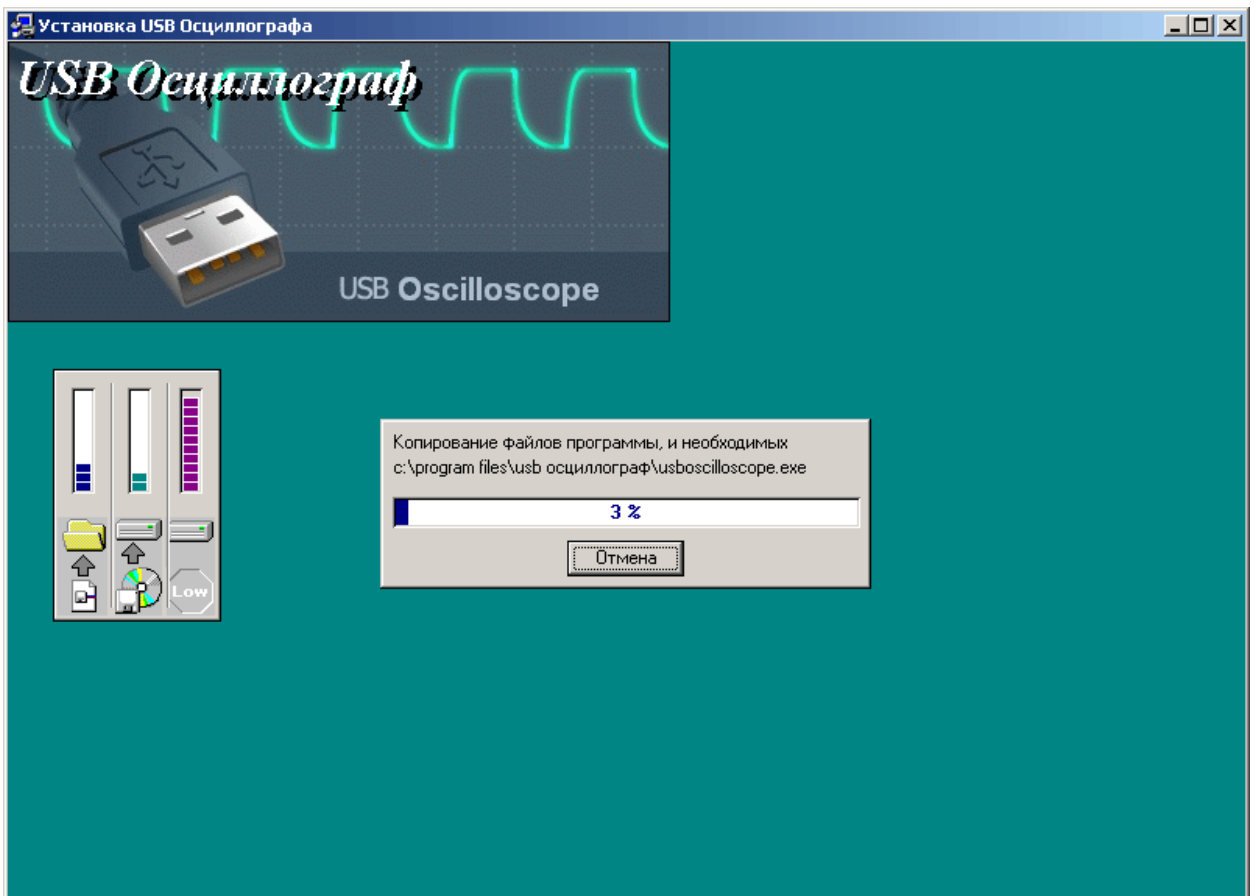 Установка USB Осциллографа
USB Осциллограф
USB Oscilloscope
Копирование файлов программы, и необходимых
c:\program files\usb осциллограф\usboscilloscope.exe
3 %
Отмена
Low